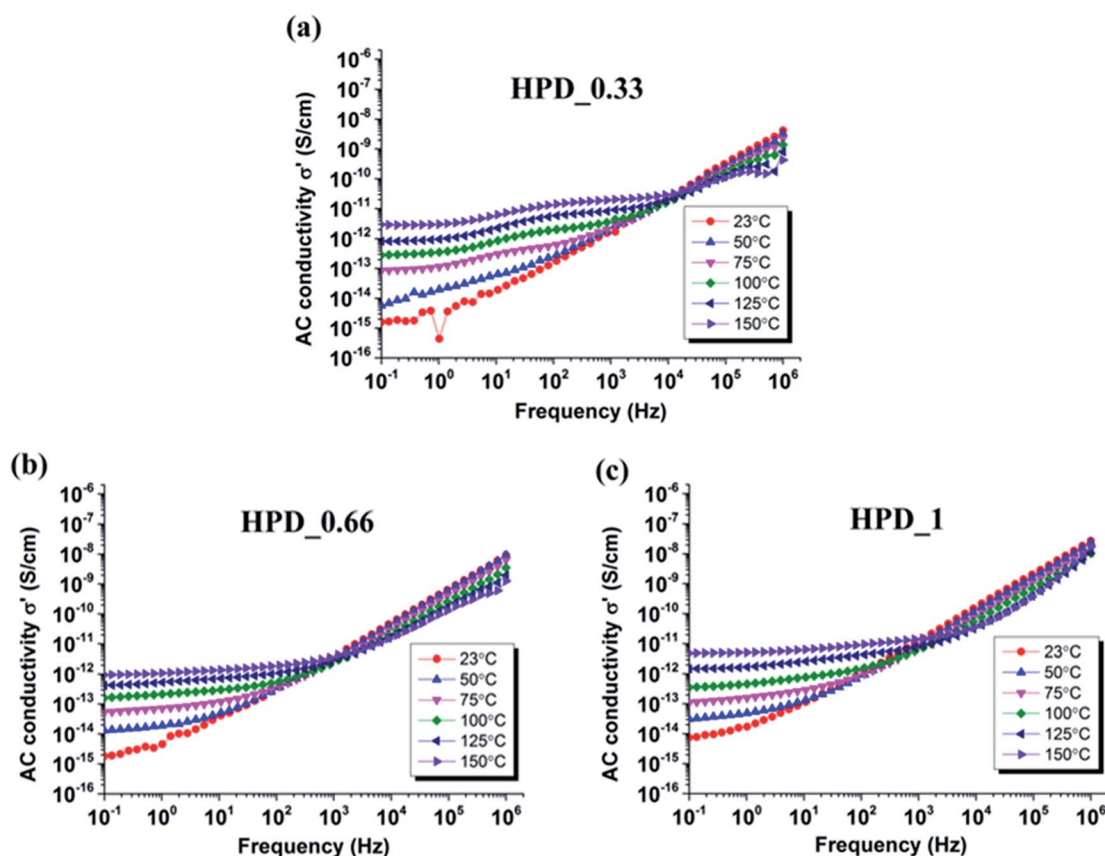 (a)
HPD_0.33
AC conductivity σ' (S/cm)
10⁻⁶
10⁻⁷
10⁻⁸
10⁻⁹
10⁻¹⁰
10⁻¹¹
10⁻¹²
10⁻¹³
10⁻¹⁴
10⁻¹⁵
10⁻¹⁶
23°C
50°C
75°C
100°C
125°C
150°C
10⁻¹ 10⁰ 10¹ 10² 10³ 10⁴ 10⁵ 10⁶
Frequency (Hz)
(b)
HPD_0.66
AC conductivity σ' (S/cm)
10⁻⁶
10⁻⁷
10⁻⁸
10⁻⁹
10⁻¹⁰
10⁻¹¹
10⁻¹²
10⁻¹³
10⁻¹⁴
10⁻¹⁵
10⁻¹⁶
23°C
50°C
75°C
100°C
125°C
150°C
10⁻¹ 10⁰ 10¹ 10² 10³ 10⁴ 10⁵ 10⁶
Frequency (Hz)
(c)
HPD_1
AC conductivity σ' (S/cm)
10⁻⁶
10⁻⁷
10⁻⁸
10⁻⁹
10⁻¹⁰
10⁻¹¹
10⁻¹²
10⁻¹³
10⁻¹⁴
10⁻¹⁵
10⁻¹⁶
23°C
50°C
75°C
100°C
125°C
150°C
10⁻¹ 10⁰ 10¹ 10² 10³ 10⁴ 10⁵ 10⁶
Frequency (Hz)